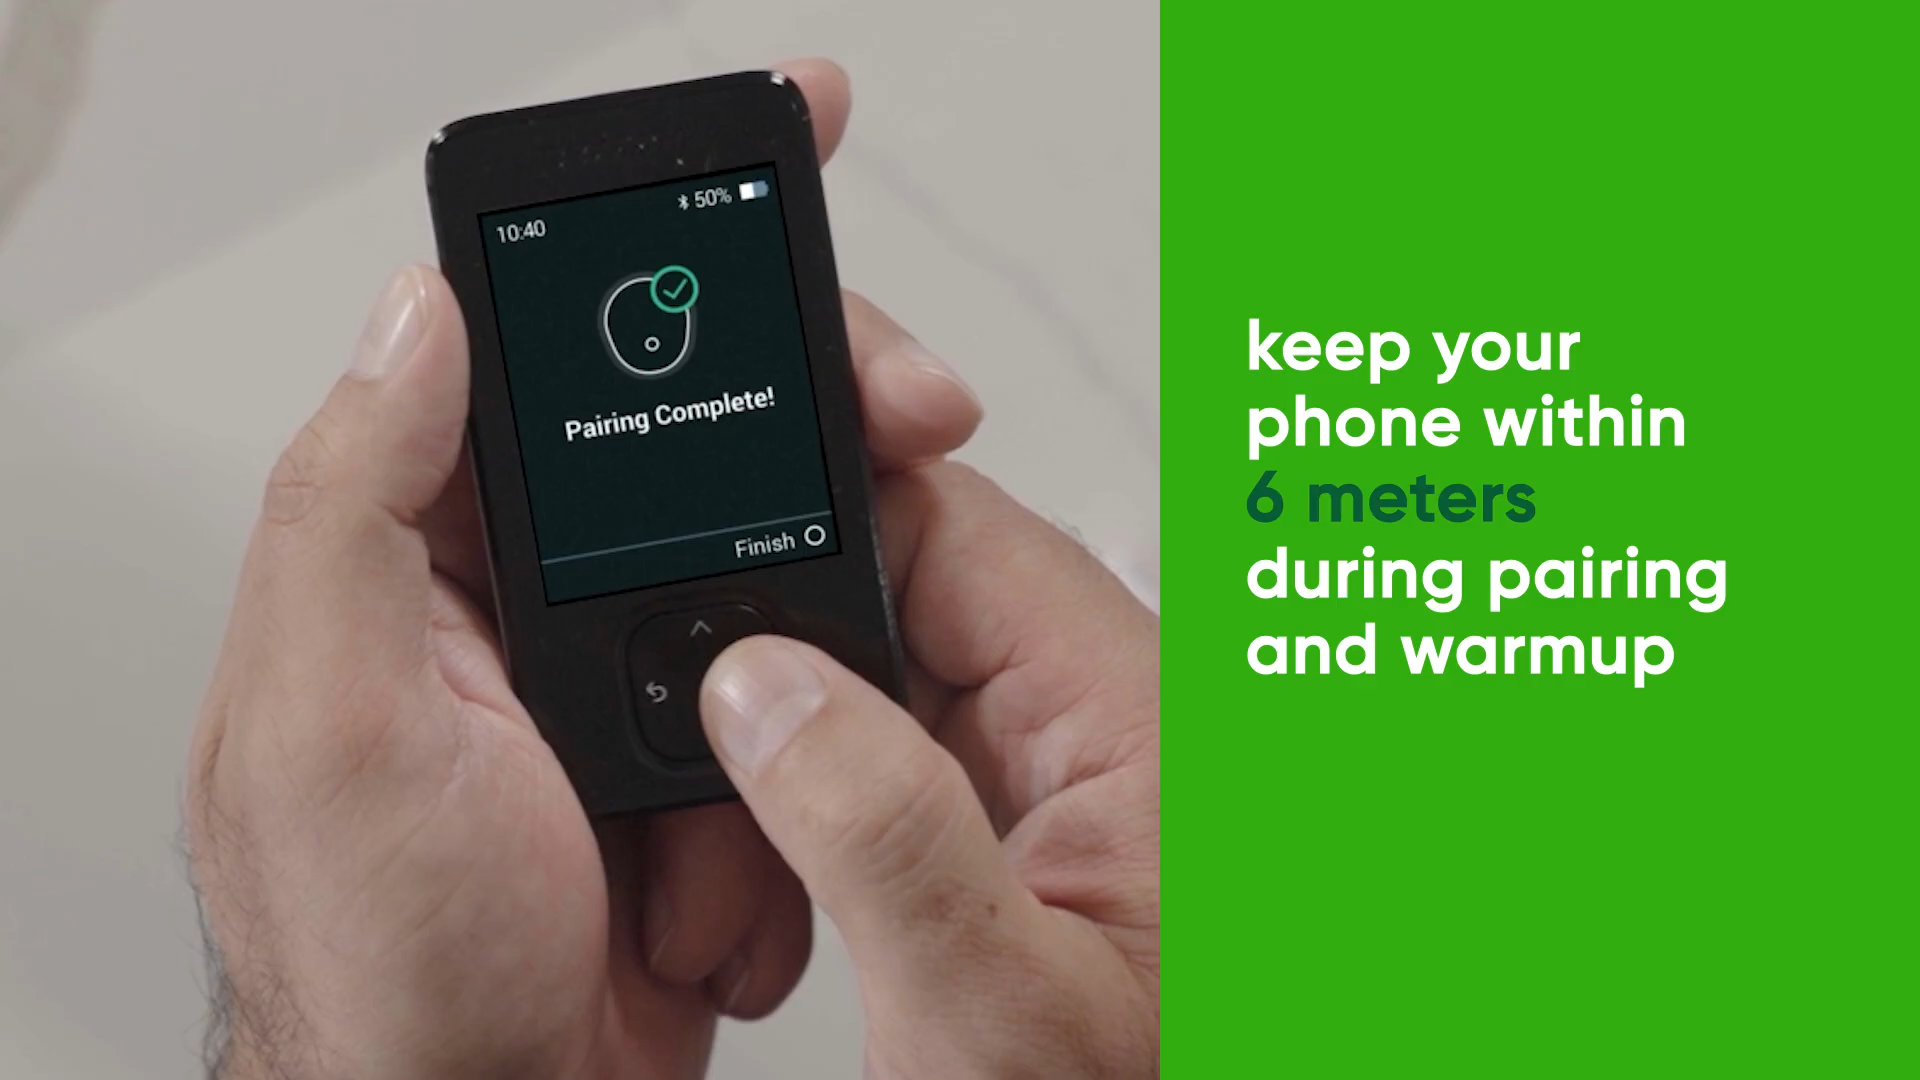 50%
10:40
Pairing Complete!
Finish
keep your
phone within
6 meters
during pairing
and warmup